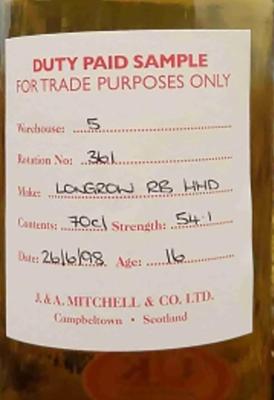 DUTY PAID SAMPLE
FOR TRADE PURPOSES ONLY
Warehouse: 5
Rotation No: 361
Make: LONGROW RB HHD
Contents: 70cl Strength: 54.1
Date: 26/6/98 Age: 16
J. & A. MITCHELL & CO. LTD.
Campbeltown • Scotland